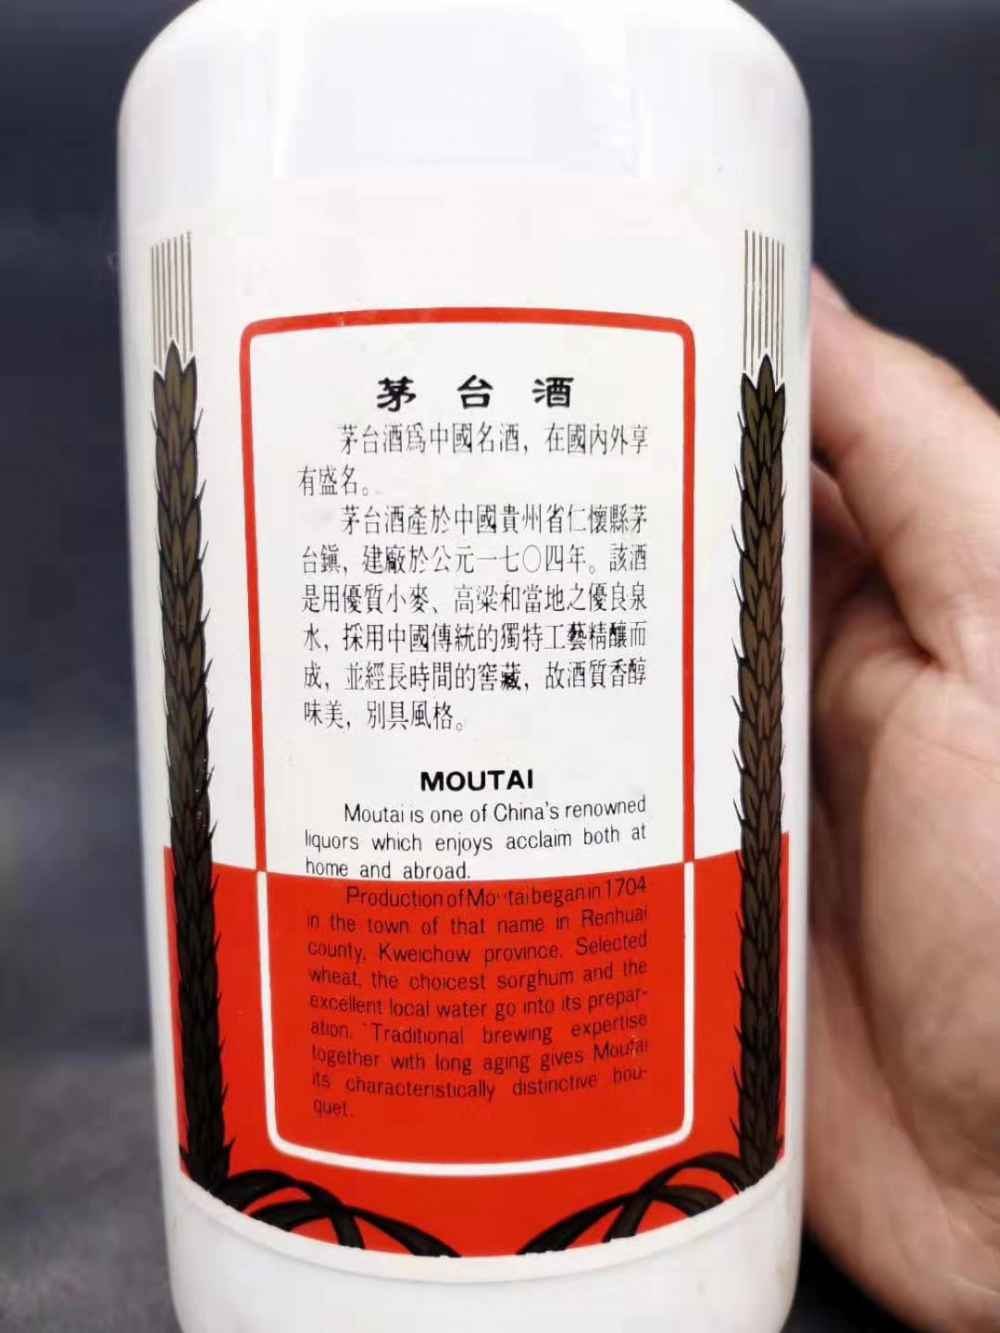 茅台酒
茅台酒爲中國名酒，在國內外享
有盛名。
茅台酒產於中國貴州省仁懷縣茅
台鎮，建廠於公元一七〇四年。該酒
是用優質小麥、高粱和當地之優良泉
水，採用中國傳統的獨特工藝精釀而
成，並經長時間的窖藏，故酒質香醇
味美，別具風格。
MOUTAI
Moutai is one of China's renowned
liquors which enjoys acclaim both at
home and abroad.
Production of Moutai began in 1704
in the town of that name in Renhuai
county, Kweichow province. Selected
wheat, the choicest sorghum and the
excellent local water go into its prepar-
ation. Traditional brewing expertise
together with long aging gives Moutai
its characteristically distinctive bou-
quet.